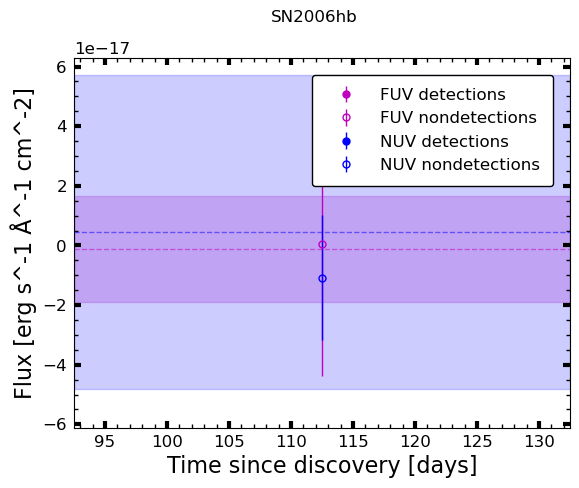 SN2006hb
1e−17
6
4
2
0
−2
−4
−6
Flux [erg s^-1 Å^-1 cm^-2]
FUV detections
FUV nondetections
NUV detections
NUV nondetections
95 100 105 110 115 120 125 130
Time since discovery [days]